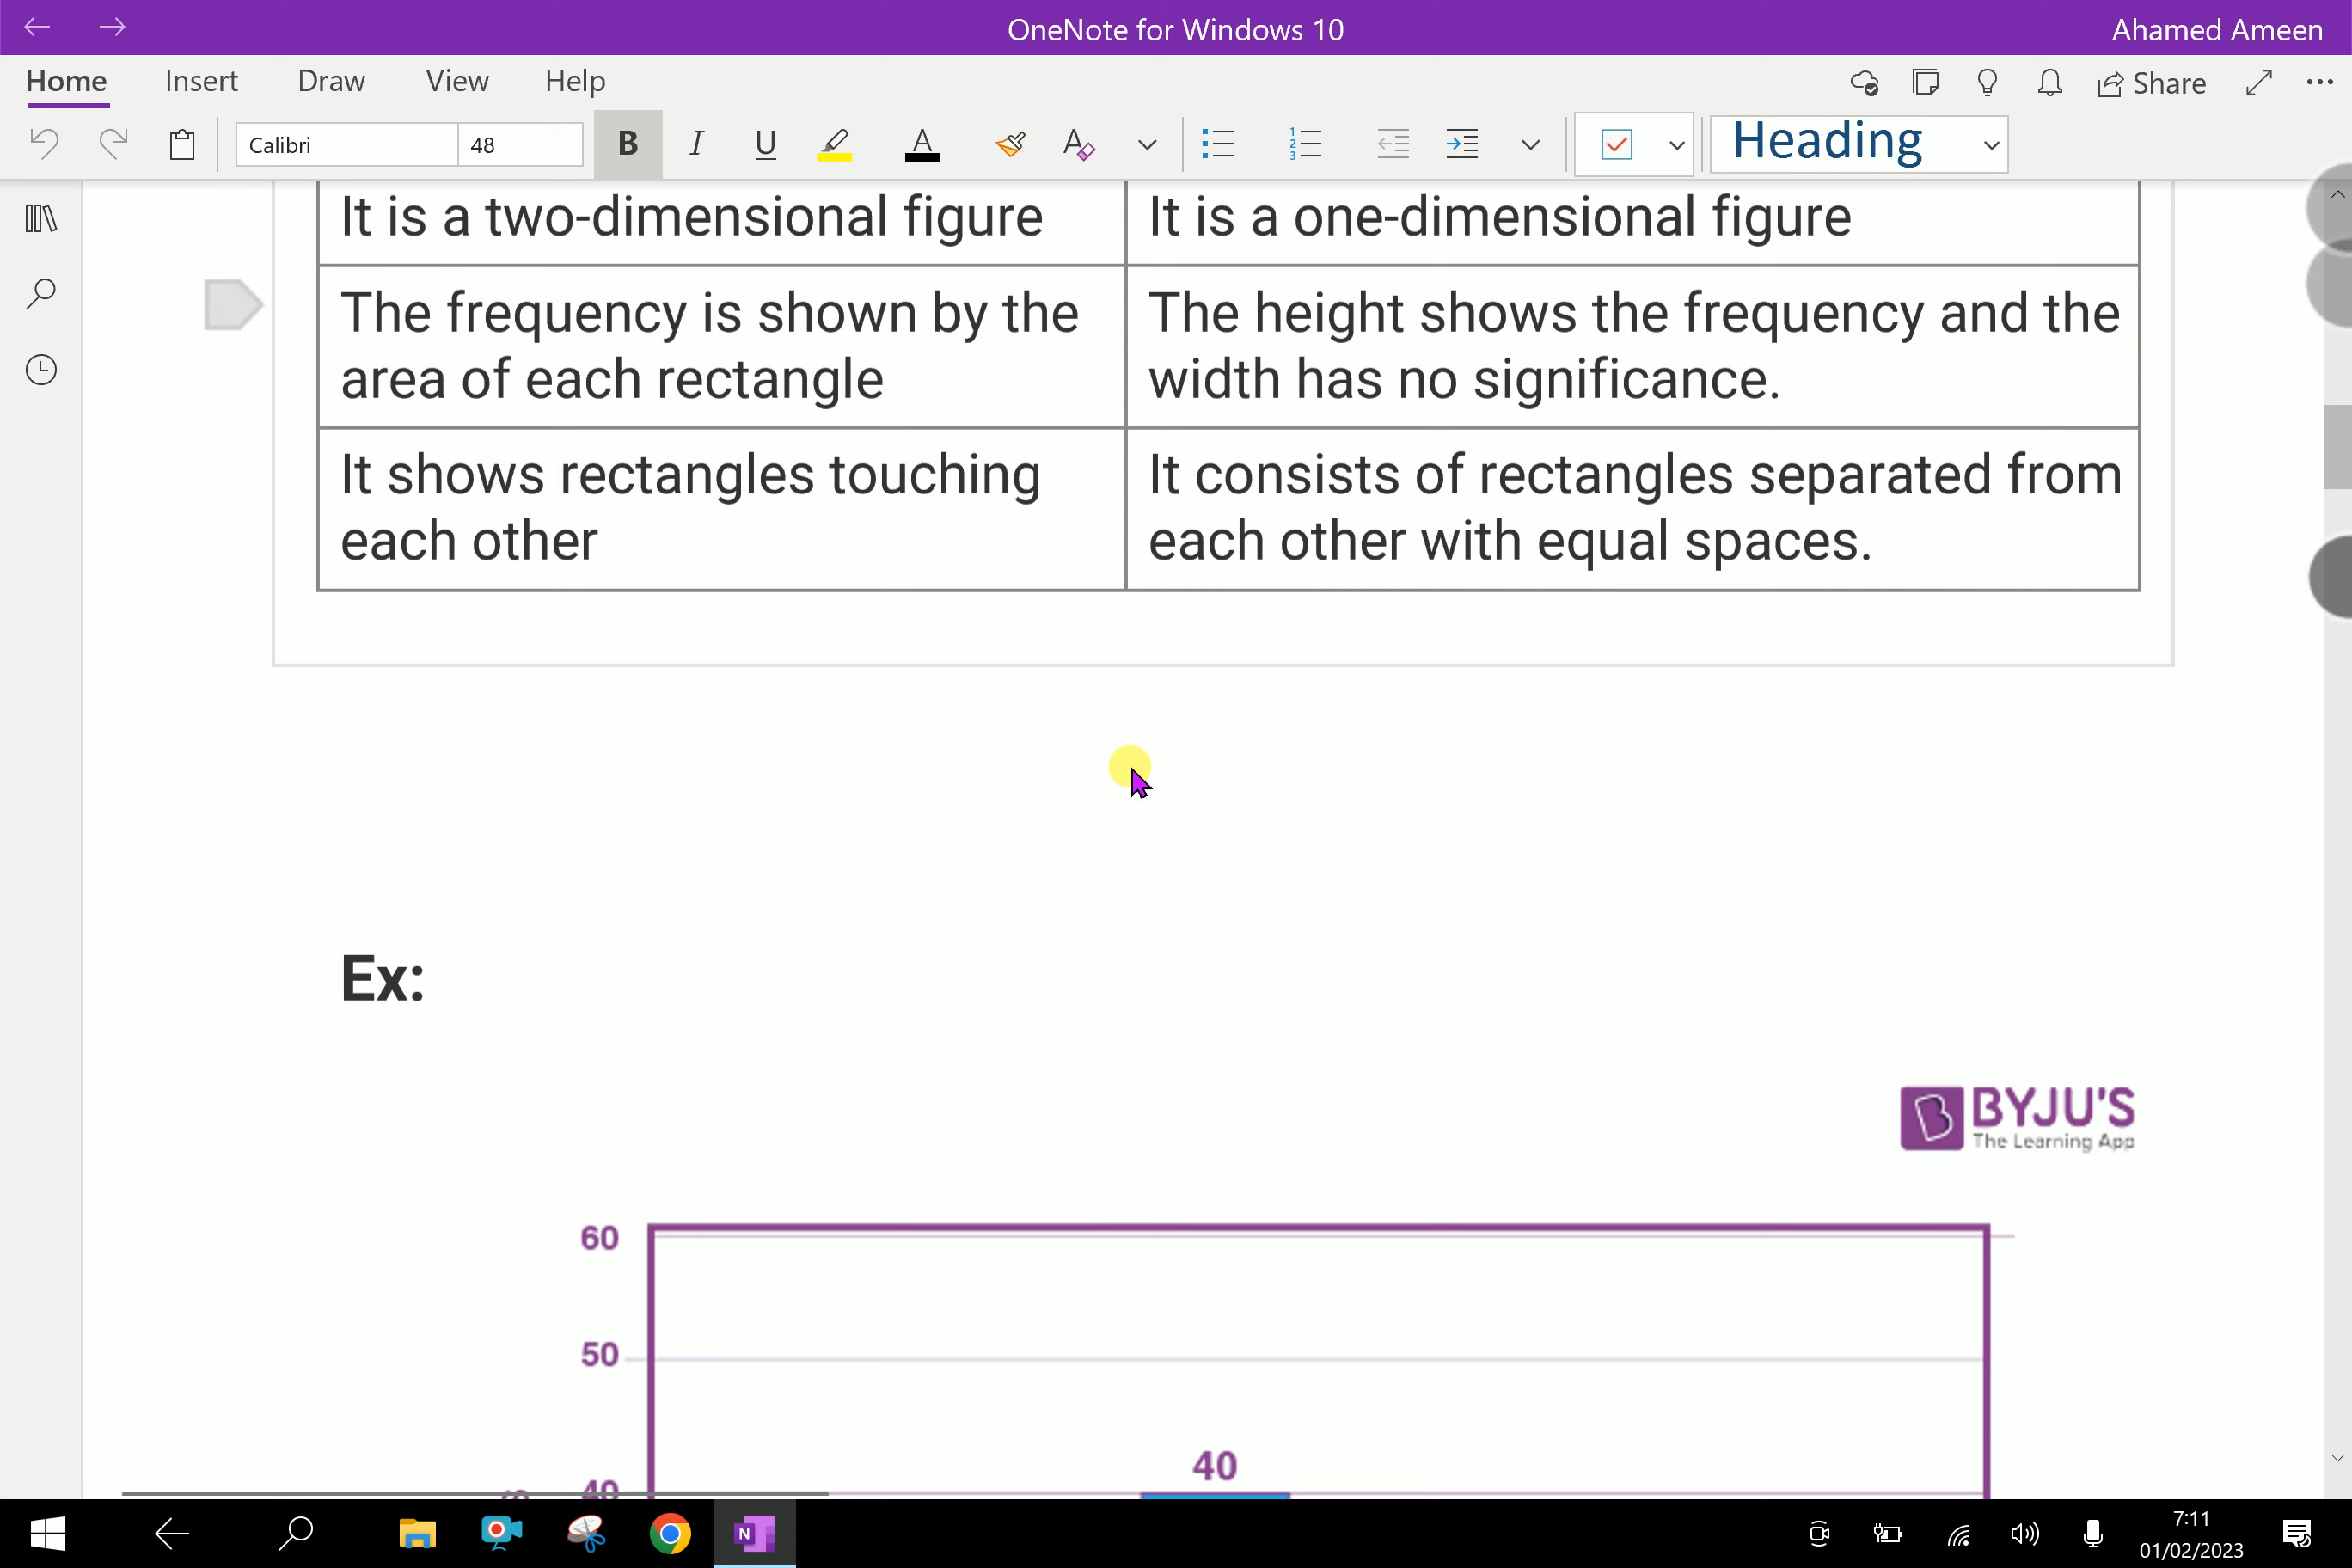 OneNote for Windows 10
Ahamed Ameen
Home Insert Draw View Help
Share
Calibri 48 B I U A A Heading
It is a two-dimensional figure
It is a one-dimensional figure
The frequency is shown by the
area of each rectangle
The height shows the frequency and the
width has no significance.
It shows rectangles touching
each other
It consists of rectangles separated from
each other with equal spaces.
Ex:
BYJU'S
The Learning App
60
50
40
40
7:11
01/02/2023